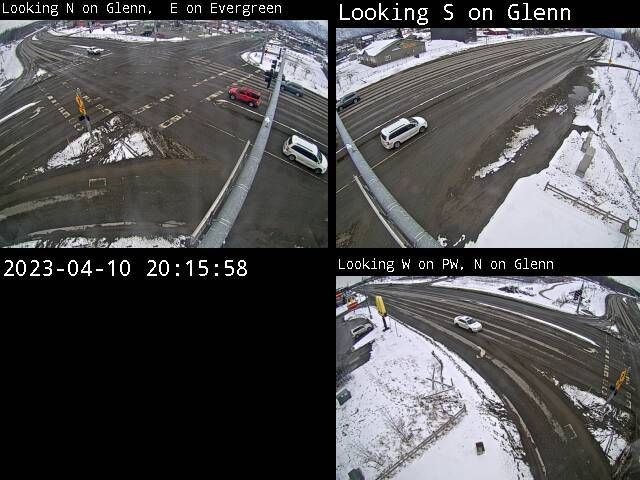 Looking N on Glenn,  E on Evergreen
Looking S on Glenn
2023-04-10 20:15:58
Looking W on PW, N on Glenn